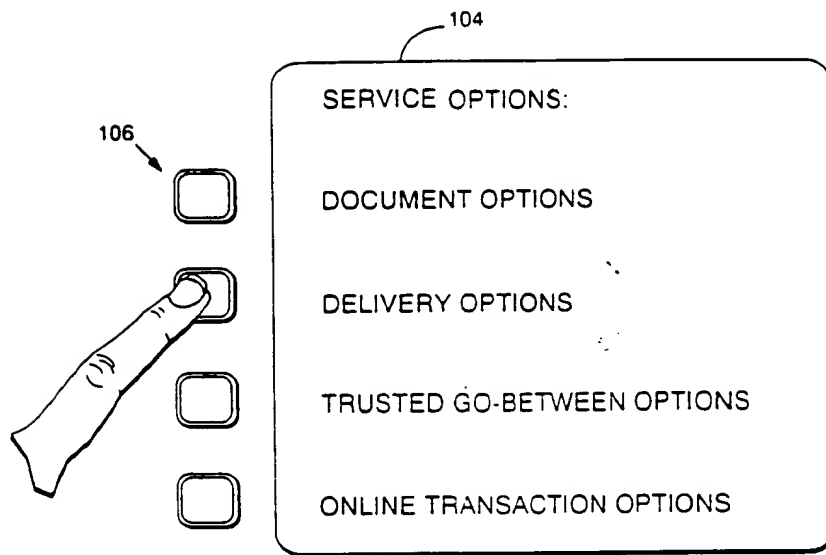 104
SERVICE OPTIONS:
106
DOCUMENT OPTIONS
DELIVERY OPTIONS
TRUSTED GO-BETWEEN OPTIONS
ONLINE TRANSACTION OPTIONS